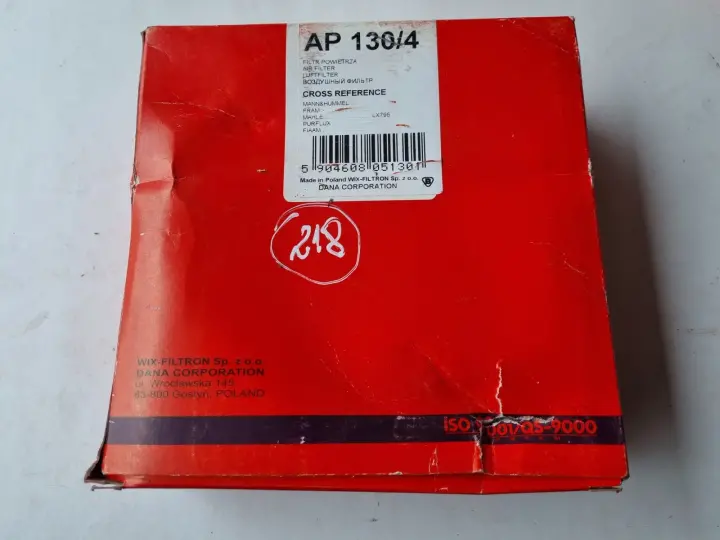 AP 130/4
FILTR POWIETRZA
AIR FILTER
LUFTFILTER
ВОЗДУШНЫЙ ФИЛЬТР
CROSS REFERENCE
MANN&HUMMEL
FRAM
MAHLE LX795
PURFLUX
FIAAM
5 904608 051301
Made in Poland WIX-FILTRON Sp. z o.o.
DANA CORPORATION
218
WIX-FILTRON Sp. z o.o.
DANA CORPORATION
ul. Wrocławska 145
63-800 Gostyń, POLAND
iSO QS-9000